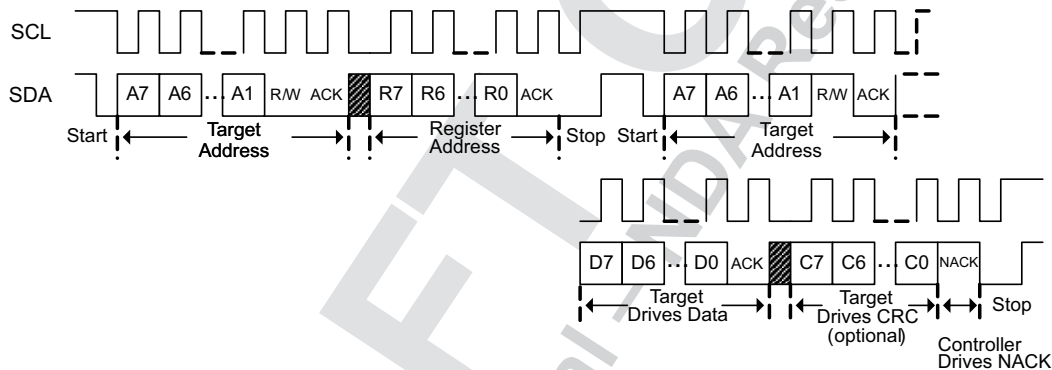 SCL
SDA A7 A6 ... A1 R/W ACK R7 R6 ... R0 ACK A7 A6 ... A1 R/W ACK
Start Target Address Register Address Stop Start Target Address
D7 D6 ... D0 ACK C7 C6 ... C0 NACK
Target Drives Data Target Drives CRC (optional) Stop
Controller Drives NACK